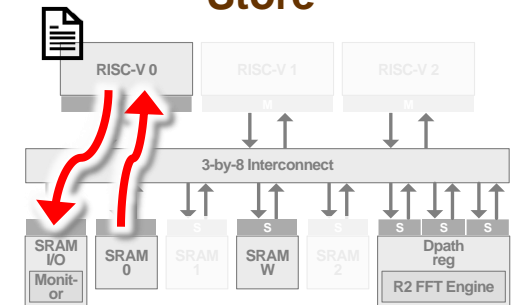 Store
RISC-V 0
RISC-V 1
RISC-V 2
M
M
3-by-8 Interconnect
S
S
S
S
S
S
SRAM
I/O
Monit-
or
SRAM
0
SRAM
1
SRAM
W
SRAM
2
Dpath
reg
R2 FFT Engine